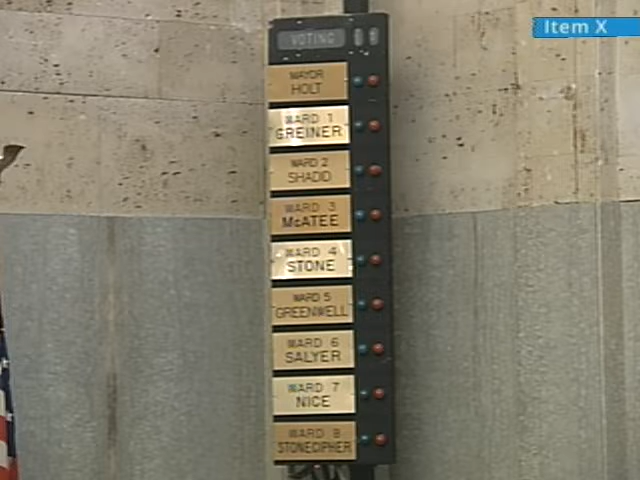 Item X
VOTING
MAYOR
HOLT
WARD 1
GREINER
WARD 2
SHADID
WARD 3
McATEE
WARD 4
STONE
WARD 5
GREENWELL
WARD 6
SALYER
WARD 7
NICE
WARD 8
STONECIPHER